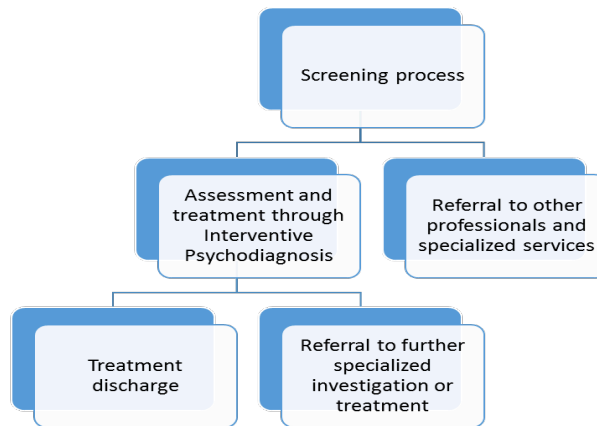 Screening process
Assessment and
treatment through
Interventive
Psychodiagnosis
Referral to other
professionals and
specialized services
Treatment
discharge
Referral to further
specialized
investigation or
treatment